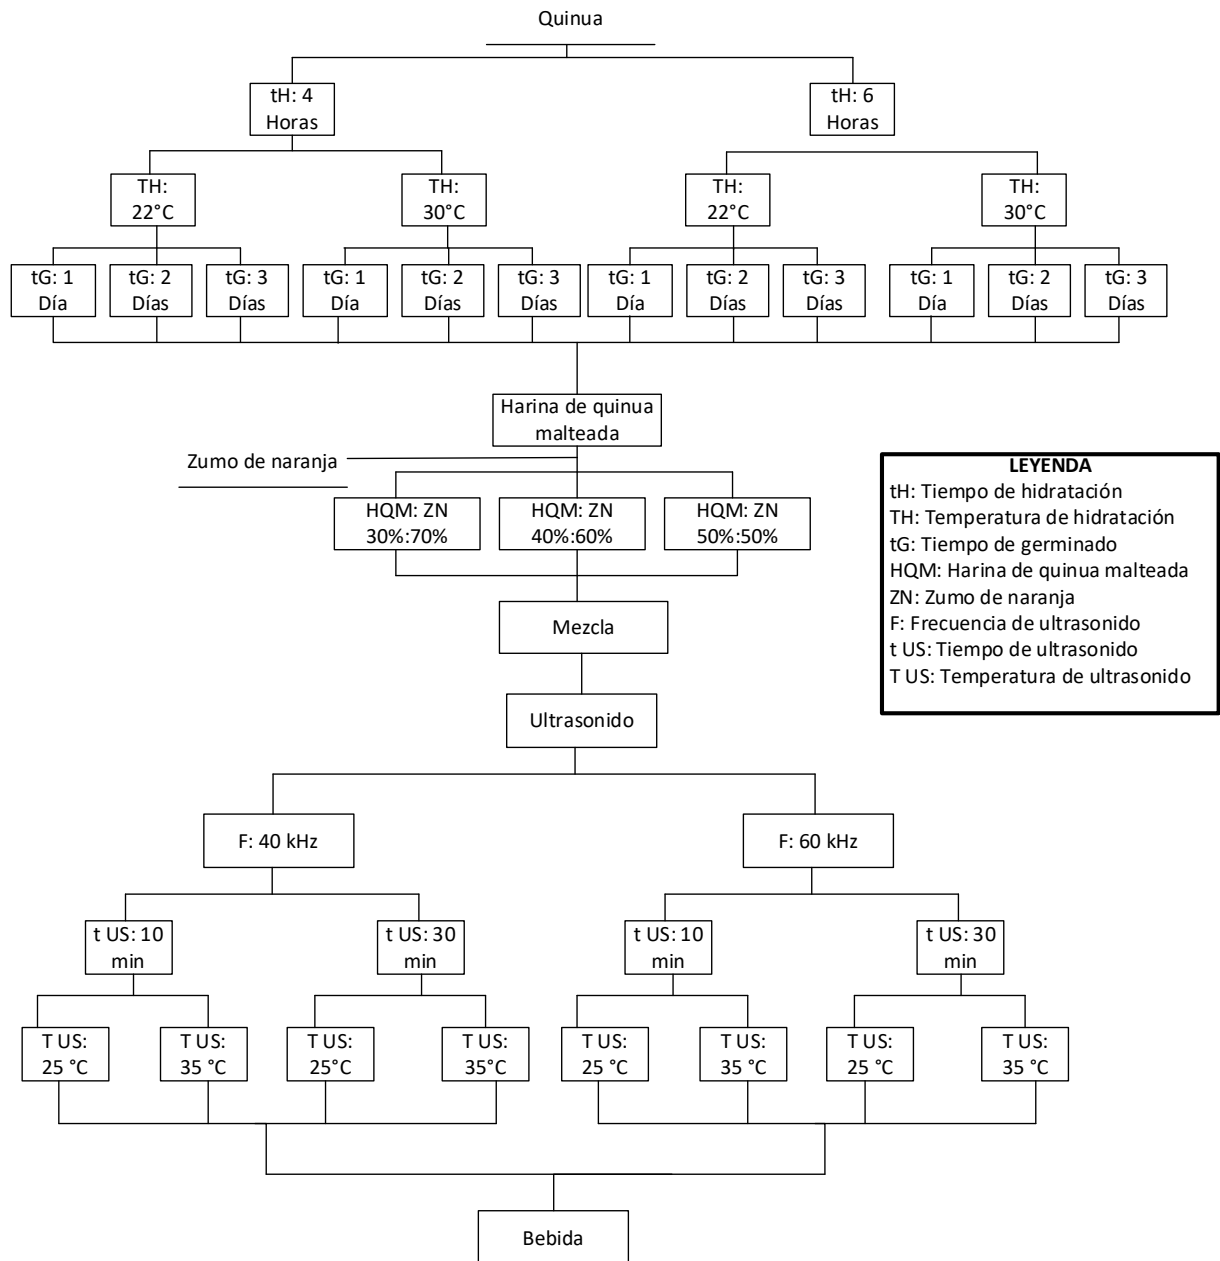 Quinua
tH: 4
Horas
tH: 6
Horas
TH:
22°C
TH:
30°C
TH:
22°C
TH:
30°C
tG: 1
Día
tG: 2
Días
tG: 3
Días
tG: 1
Día
tG: 2
Días
tG: 3
Días
tG: 1
Día
tG: 2
Días
tG: 3
Días
tG: 1
Día
tG: 2
Días
tG: 3
Días
Harina de quinua
malteada
Zumo de naranja
HQM: ZN
30%:70%
HQM: ZN
40%:60%
HQM: ZN
50%:50%
LEYENDA
tH: Tiempo de hidratación
TH: Temperatura de hidratación
tG: Tiempo de germinado
HQM: Harina de quinua malteada
ZN: Zumo de naranja
F: Frecuencia de ultrasonido
t US: Tiempo de ultrasonido
T US: Temperatura de ultrasonido
Mezcla
Ultrasonido
F: 40 kHz
F: 60 kHz
t US: 10
min
t US: 30
min
t US: 10
min
t US: 30
min
T US:
25 °C
T US:
35 °C
T US:
25°C
T US:
35°C
T US:
25 °C
T US:
35 °C
T US:
25 °C
T US:
35 °C
Bebida